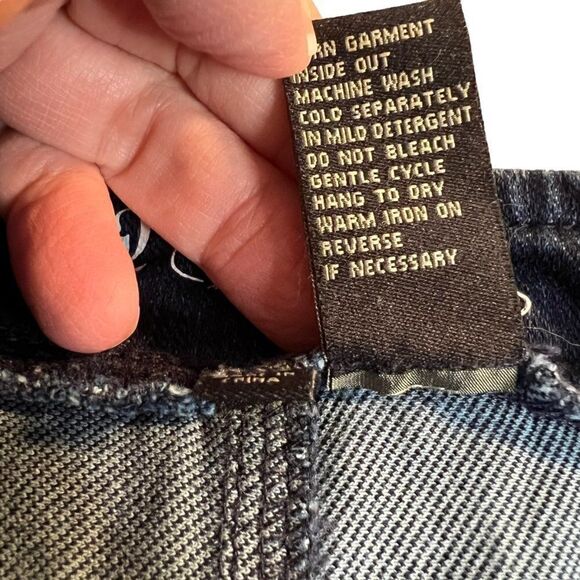 RN GARMENT
INSIDE OUT
MACHINE WASH
COLD SEPARATELY
IN MILD DETERGENT
DO NOT BLEACH
GENTLE CYCLE
HANG TO DRY
WARM IRON ON
REVERSE
IF NECESSARY